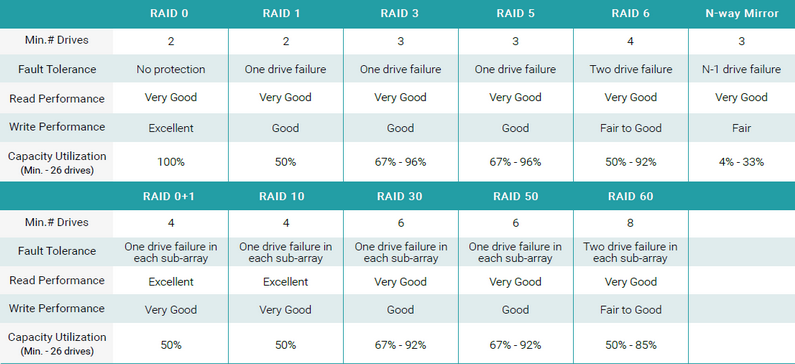 RAID 0 RAID 1 RAID 3 RAID 5 RAID 6 N-way Mirror
Min.# Drives 2 2 3 3 4 3
Fault Tolerance No protection One drive failure One drive failure One drive failure Two drive failure N-1 drive failure
Read Performance Very Good Very Good Very Good Very Good Very Good Very Good
Write Performance Excellent Good Good Good Fair to Good Fair
Capacity Utilization 100% 50% 67% - 96% 67% - 96% 50% - 92% 4% - 33%
(Min. - 26 drives)
RAID 0+1 RAID 10 RAID 30 RAID 50 RAID 60
Min.# Drives 4 4 6 6 8
Fault Tolerance One drive failure in One drive failure in One drive failure in One drive failure in Two drive failure in
each sub-array each sub-array each sub-array each sub-array each sub-array
Read Performance Excellent Excellent Very Good Very Good Very Good
Write Performance Very Good Very Good Good Good Fair to Good
Capacity Utilization 50% 50% 67% - 92% 67% - 92% 50% - 85%
(Min. - 26 drives)